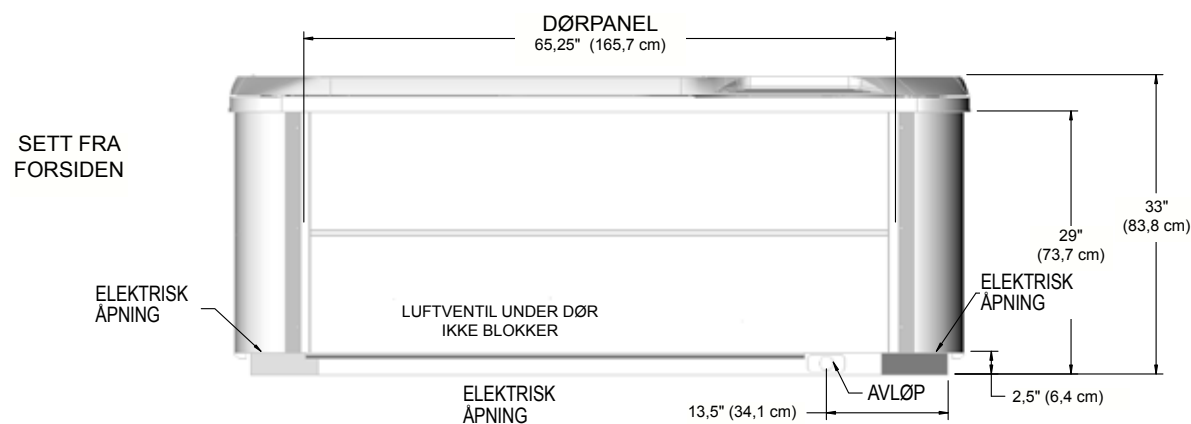 DØRPANEL
65,25" (165,7 cm)
SETT FRA
FORSIDEN
33"
(83,8 cm)
29"
(73,7 cm)
ELEKTRISK
ÅPNING
ELEKTRISK
ÅPNING
LUFTVENTIL UNDER DØR
IKKE BLOKKER
ELEKTRISK
ÅPNING
13,5" (34,1 cm)
AVLØP
2,5" (6,4 cm)